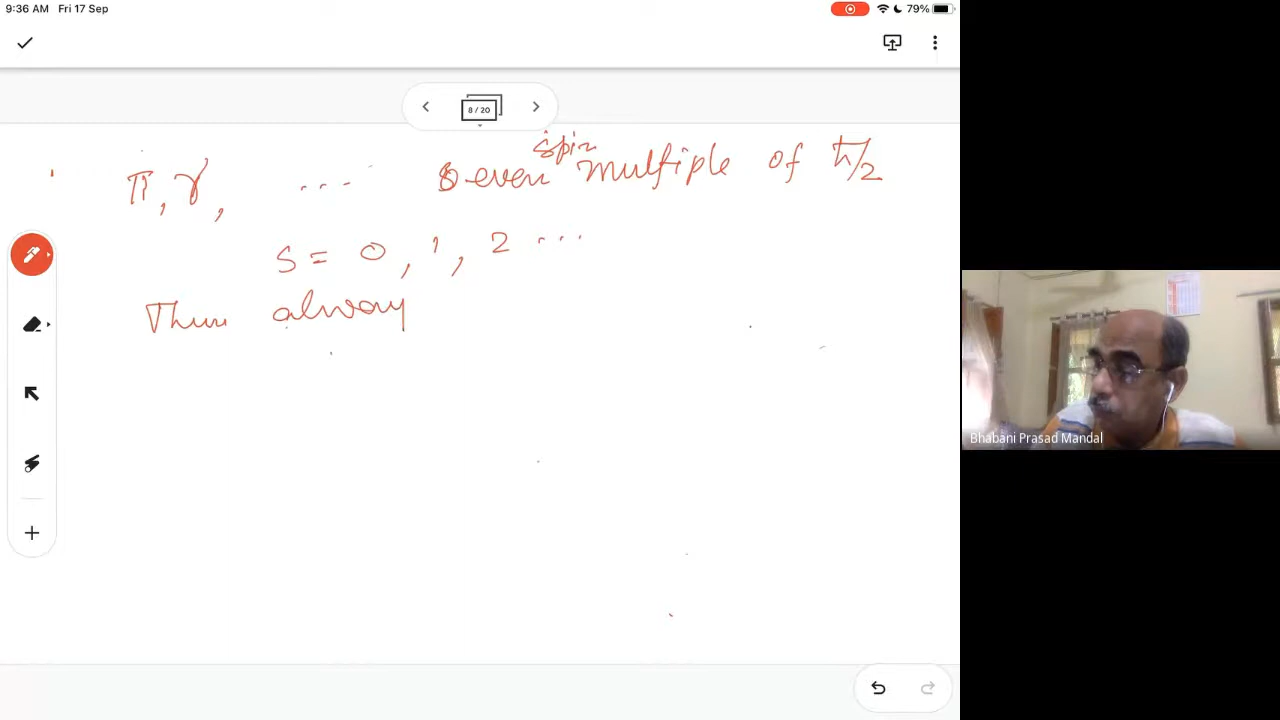 9:36 AM Fri 17 Sep
79%
8 / 20
spin
π, γ, ... even multiple of ħ/2
s = 0, 1, 2 ...
always
Bhabani Prasad Mandal